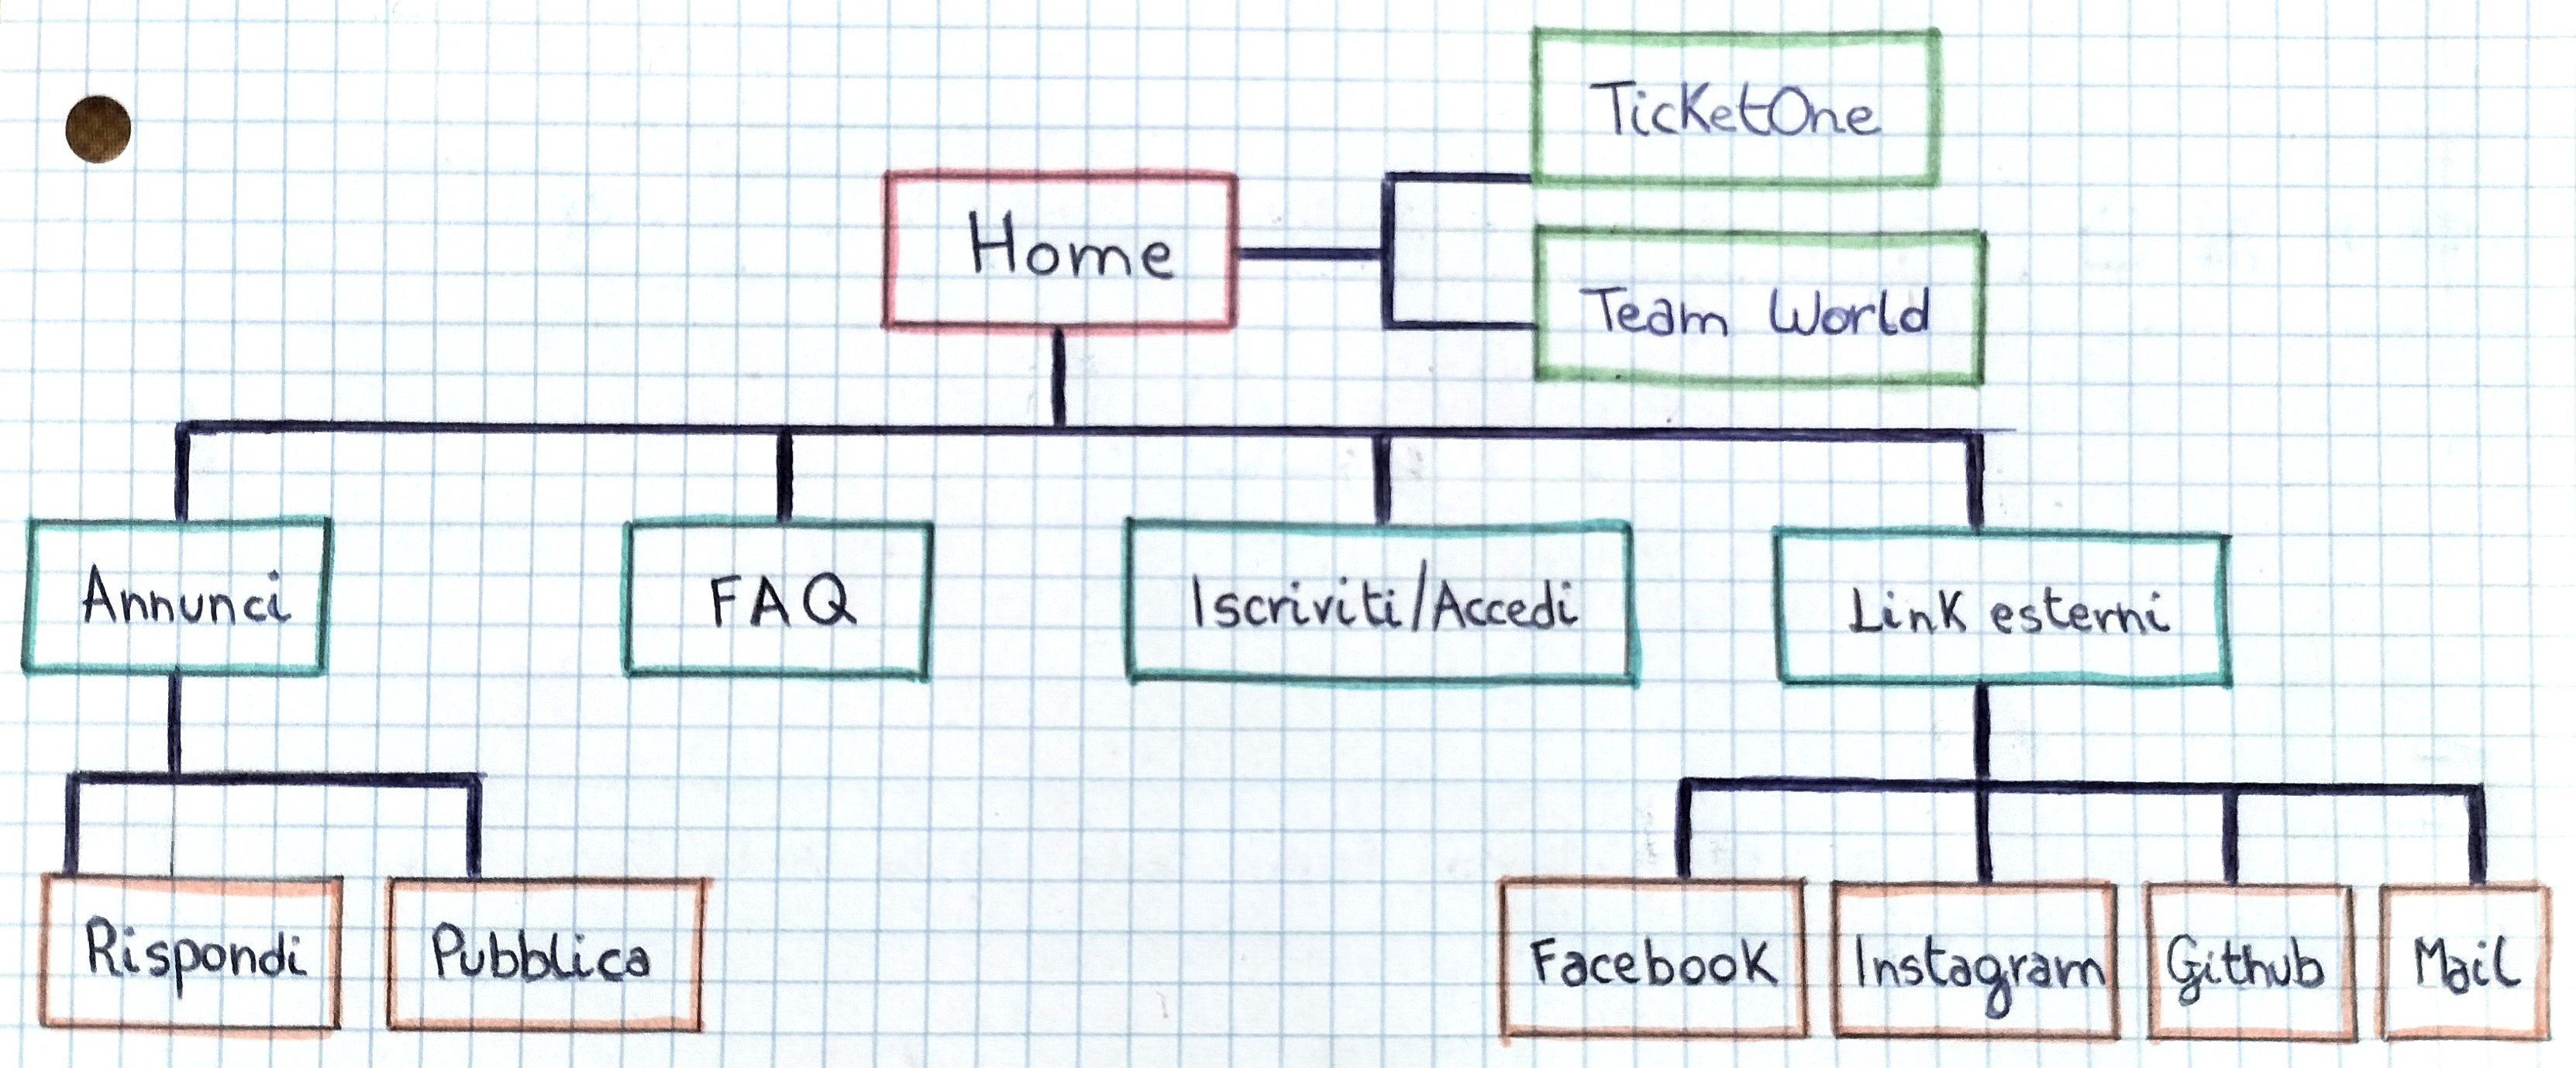 TicketOne
Home
Team World
Annunci
FAQ
Iscriviti/Accedi
Link esterni
Rispondi
Pubblica
Facebook
Instagram
Github
Mail